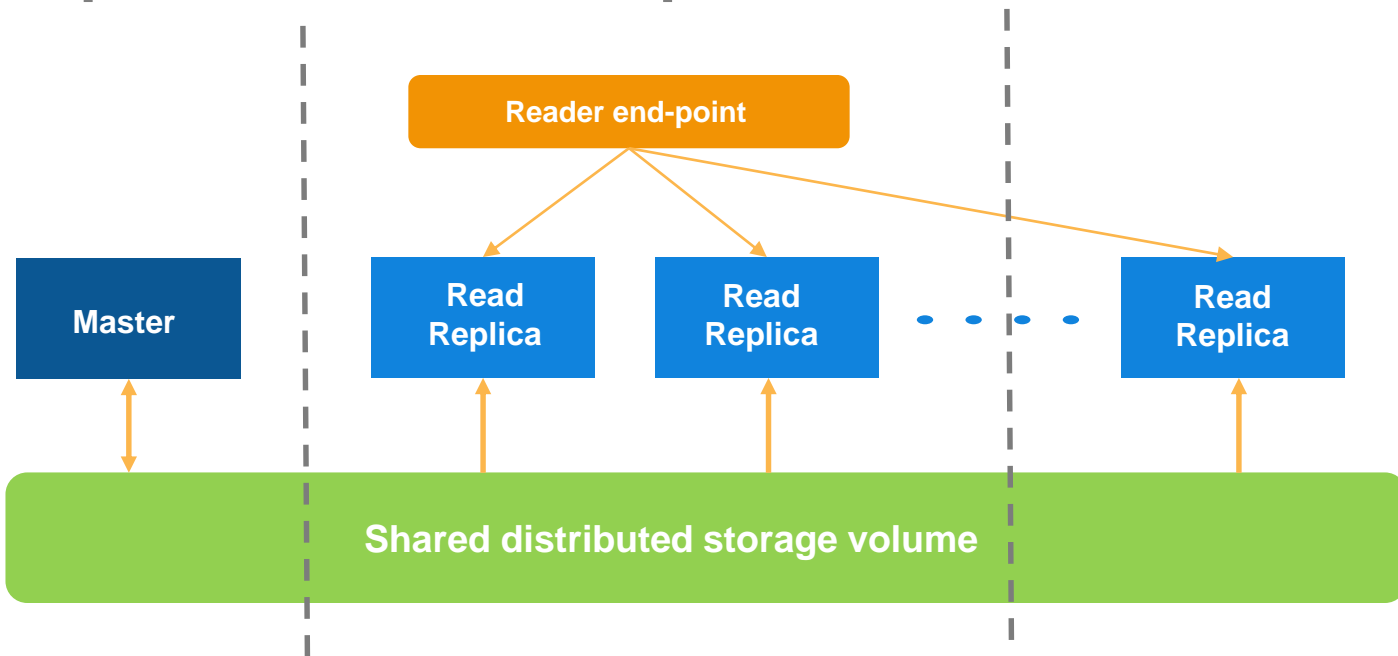 Reader end-point
Master
Read
Replica
Read
Replica
Read
Replica
Shared distributed storage volume